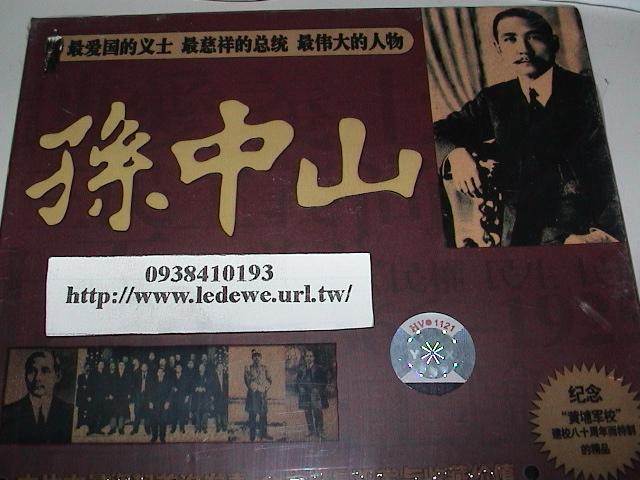 最爱国的义士 最慈祥的总统 最伟大的人物
孫中山
0938410193
http://www.ledewe.url.tw/
HV 1121
纪念
“黄埔军校”
建校八十周年而特制
的精品